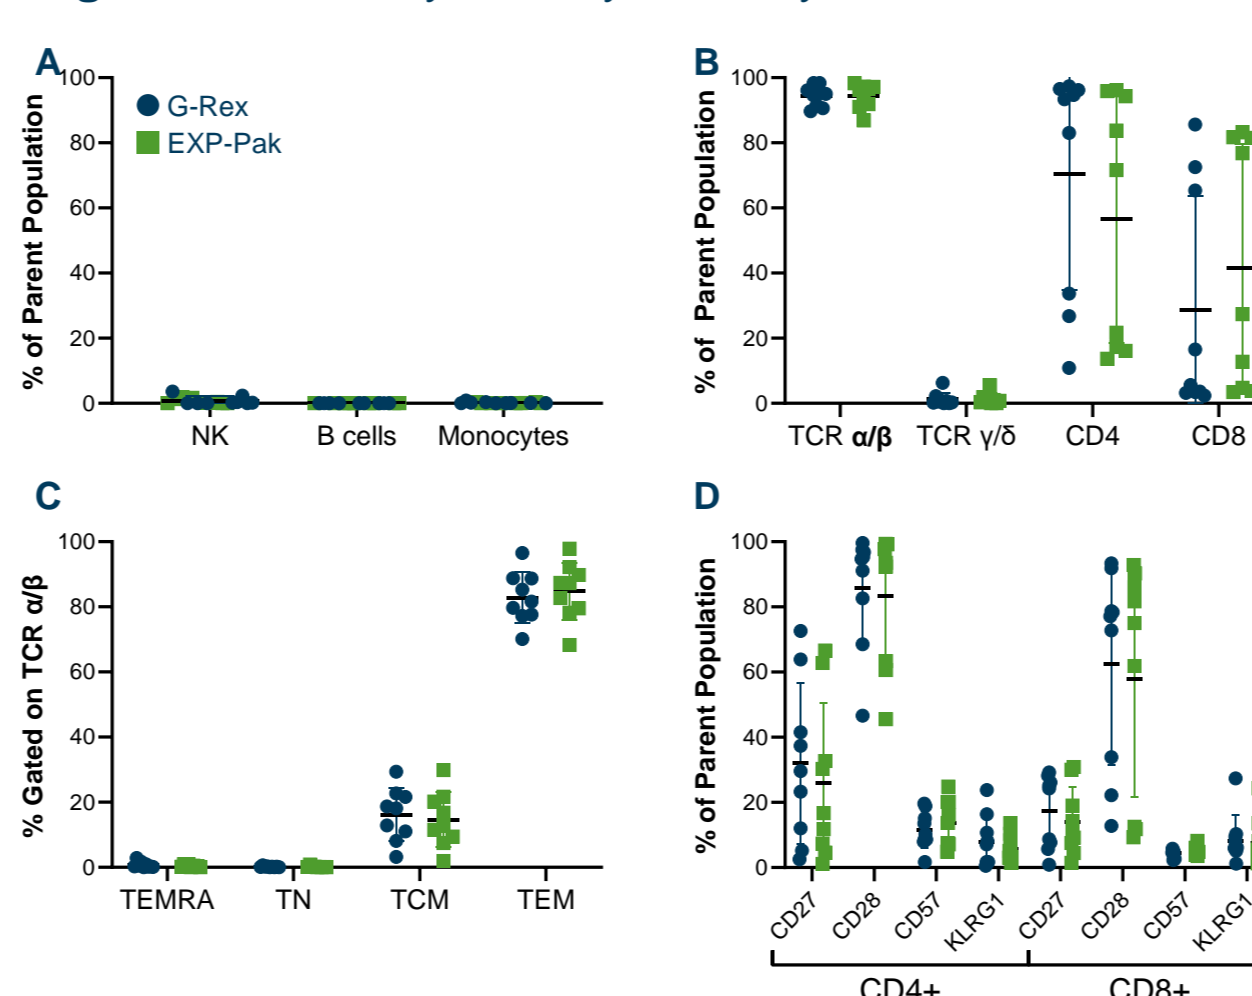 A
100
80
60
40
20
0
% of Parent Population
G-Rex
EXP-Pak
NK
B cells
Monocytes
B
100
80
60
40
20
0
% of Parent Population
TCR α/β
TCR γ/δ
CD4
CD8
C
100
80
60
40
20
0
% Gated on TCR α/β
TEMRA
TN
TCM
TEM
D
100
80
60
40
20
0
% of Parent Population
CD27
CD28
CD57
KLRG1
CD27
CD28
CD57
KLRG1
CD4+
CD8+